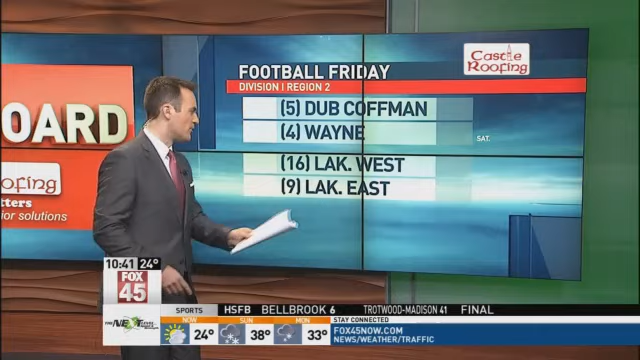 FOOTBALL FRIDAY
Castle
Roofing
DIVISION I REGION 2
(5) DUB COFFMAN
(4) WAYNE
SAT.
(16) LAK. WEST
(9) LAK. EAST
OARD
oofing
tters
ior solutions
10:41 24°
FOX
45
SPORTS HSFB BELLBROOK 6 TROTWOOD-MADISON 41 FINAL
NOW SUN MON STAY CONNECTED
24° 38° 33° FOX45NOW.COM
NEWS/WEATHER/TRAFFIC